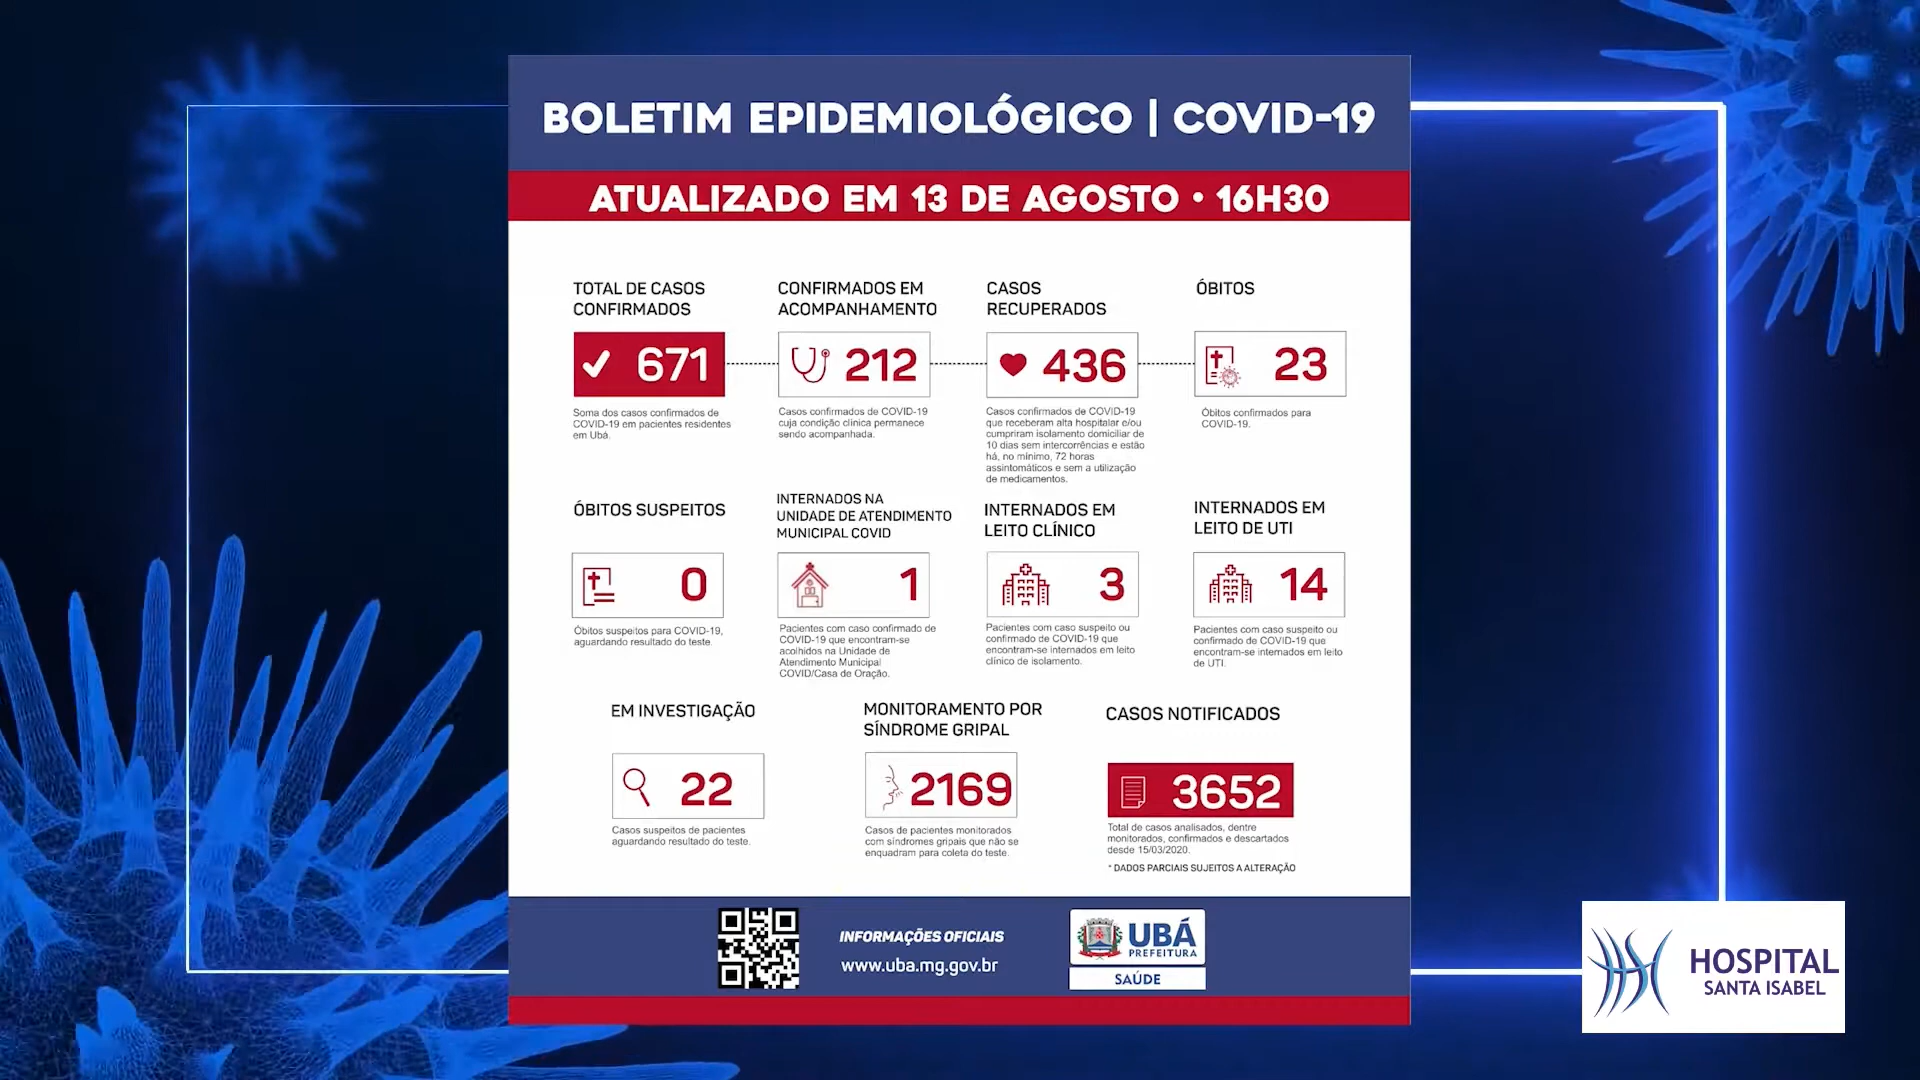 BOLETIM EPIDEMIOLÓGICO | COVID-19
ATUALIZADO EM 13 DE AGOSTO • 16H30
TOTAL DE CASOS
CONFIRMADOS
671
Soma dos casos confirmados de
COVID-19 em pacientes residentes
em Ubá.
CONFIRMADOS EM
ACOMPANHAMENTO
212
Casos confirmados de COVID-19
cuja condição clínica permanece
sendo acompanhada.
CASOS
RECUPERADOS
436
Casos confirmados de COVID-19
que receberam alta hospitalar e/ou
cumpriram isolamento domiciliar de
10 dias sem intercorrências e estão
há, no mínimo, 72 horas
assintomáticos e sem a utilização
de medicamentos.
ÓBITOS
23
Óbitos confirmados para
COVID-19.
ÓBITOS SUSPEITOS
0
Óbitos suspeitos para COVID-19,
aguardando resultado do teste.
INTERNADOS NA
UNIDADE DE ATENDIMENTO
MUNICIPAL COVID
1
Pacientes com caso confirmado de
COVID-19 que encontram-se
acolhidos na Unidade de
Atendimento Municipal
COVID/Casa de Oração.
INTERNADOS EM
LEITO CLÍNICO
3
Pacientes com caso suspeito ou
confirmado de COVID-19 que
encontram-se internados em leito
clínico de isolamento.
INTERNADOS EM
LEITO DE UTI
14
Pacientes com caso suspeito ou
confirmado de COVID-19 que
encontram-se internados em leito
de UTI.
EM INVESTIGAÇÃO
22
Casos suspeitos de pacientes
aguardando resultado do teste.
MONITORAMENTO POR
SÍNDROME GRIPAL
2169
Casos de pacientes monitorados
com síndromes gripais que não se
enquadram para coleta do teste.
CASOS NOTIFICADOS
3652
Total de casos analisados, dentre
monitorados, confirmados e descartados
desde 15/03/2020.
* DADOS PARCIAIS SUJEITOS A ALTERAÇÃO
INFORMAÇÕES OFICIAIS
www.uba.mg.gov.br
UBÁ
PREFEITURA
SAÚDE
HOSPITAL
SANTA ISABEL